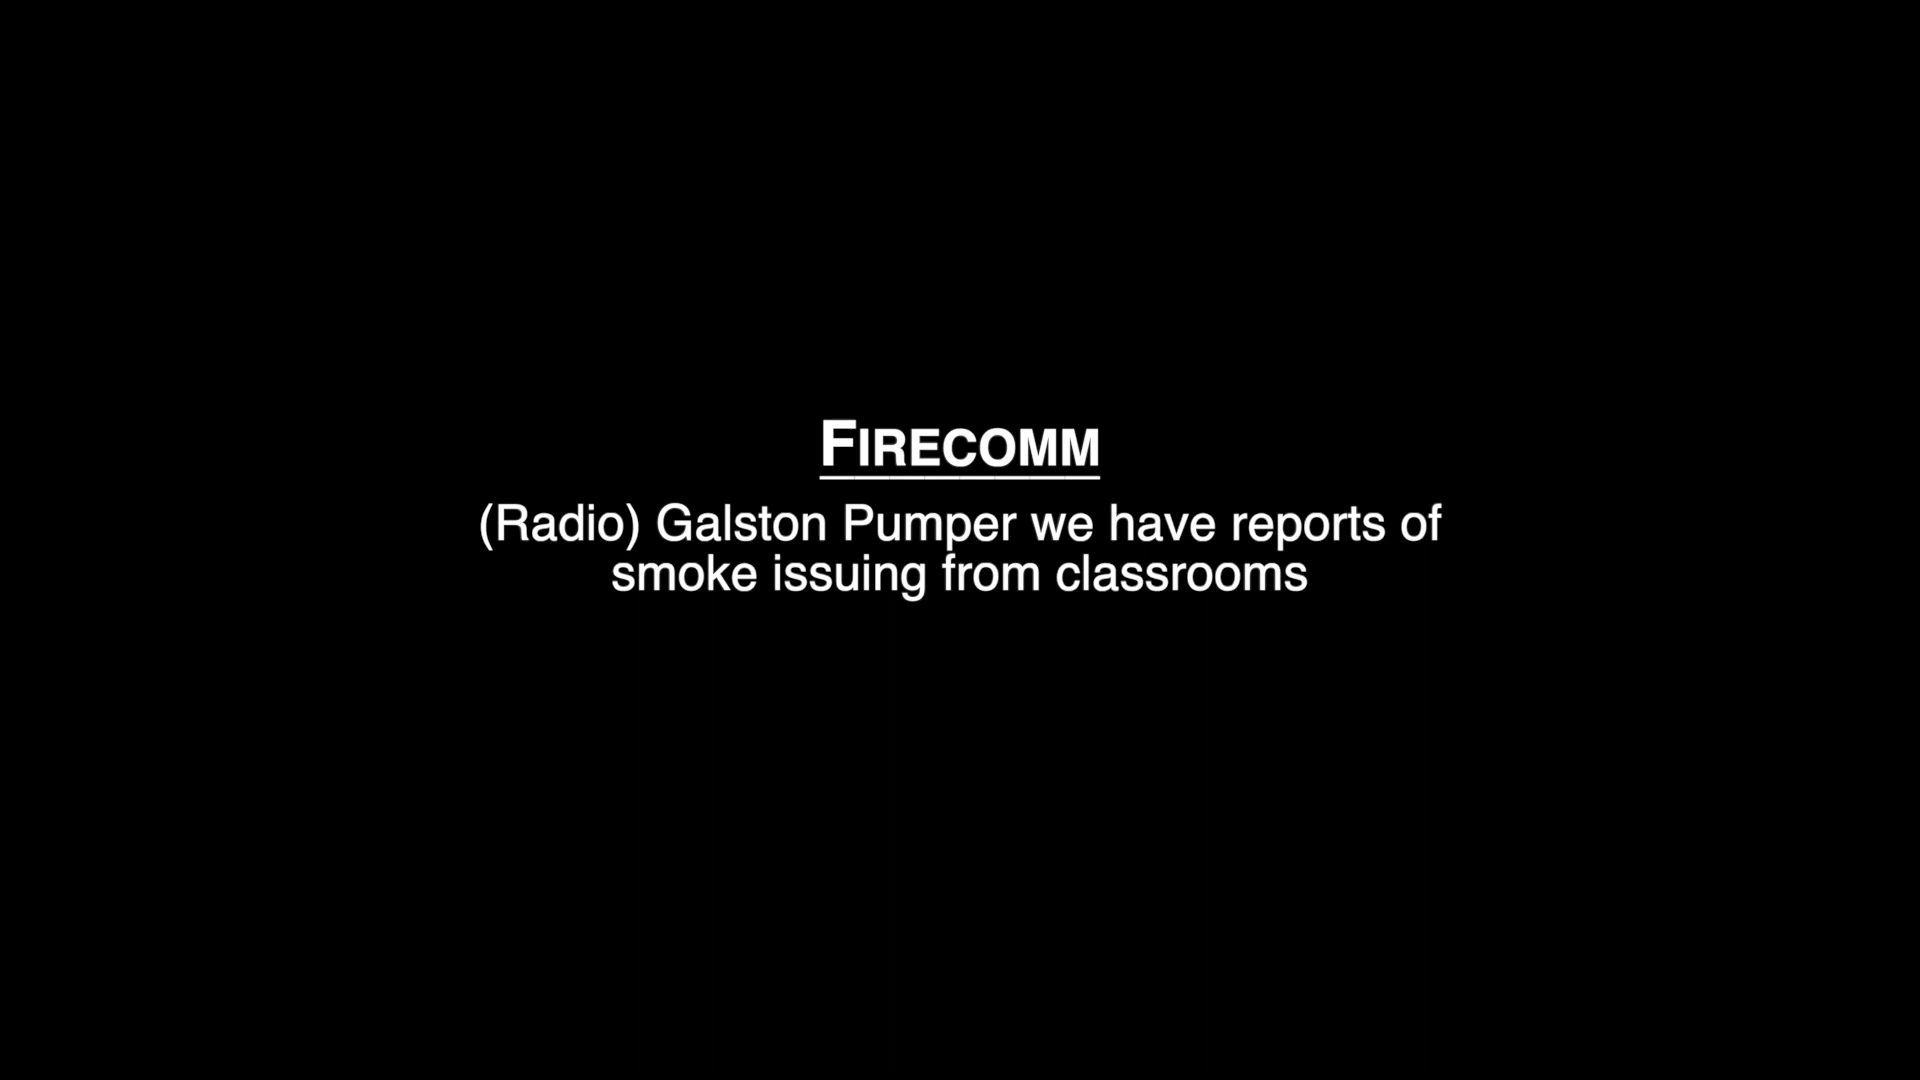 FIRECOMM
(Radio) Galston Pumper we have reports of
smoke issuing from classrooms